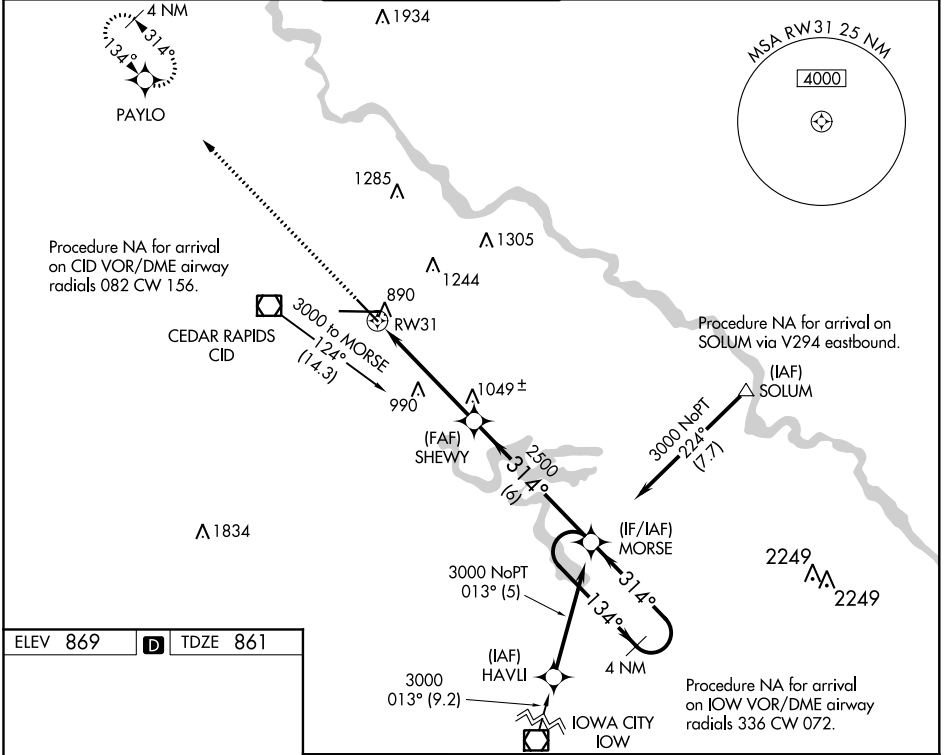 4 NM
314°
134°
PAYLO
1934
MSA RW31 25 NM
4000
1285
1305
1244
890
RW31
Procedure NA for arrival
on CID VOR/DME airway
radials 082 CW 156.
CEDAR RAPIDS
CID
3000 to MORSE
124°
(14.3)
990
1049 ±
Procedure NA for arrival on
SOLUM via V294 eastbound.
(IAF)
SOLUM
3000 NoPT
224°
(7.7)
(FAF)
SHEWY
2500
314°
(6)
1834
(IF/IAF)
MORSE
2249
2249
3000 NoPT
013° (5)
314°
134°
4 NM
ELEV 869
D
TDZE 861
(IAF)
HAVLI
3000
013° (9.2)
IOWA CITY
IOW
Procedure NA for arrival
on IOW VOR/DME airway
radials 336 CW 072.